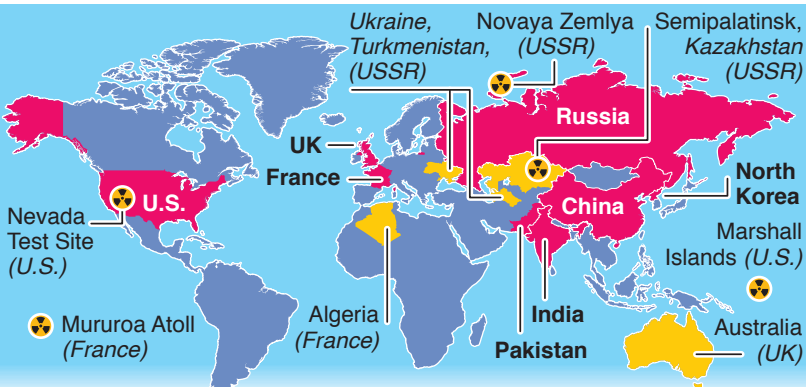 Ukraine,
Turkmenistan,
(USSR)
Novaya Zemlya
(USSR)
Semipalatinsk,
Kazakhstan
(USSR)
Russia
UK
France
U.S.
China
North
Korea
Nevada
Test Site
(U.S.)
Marshall
Islands (U.S.)
Mururoa Atoll
(France)
Algeria
(France)
India
Pakistan
Australia
(UK)